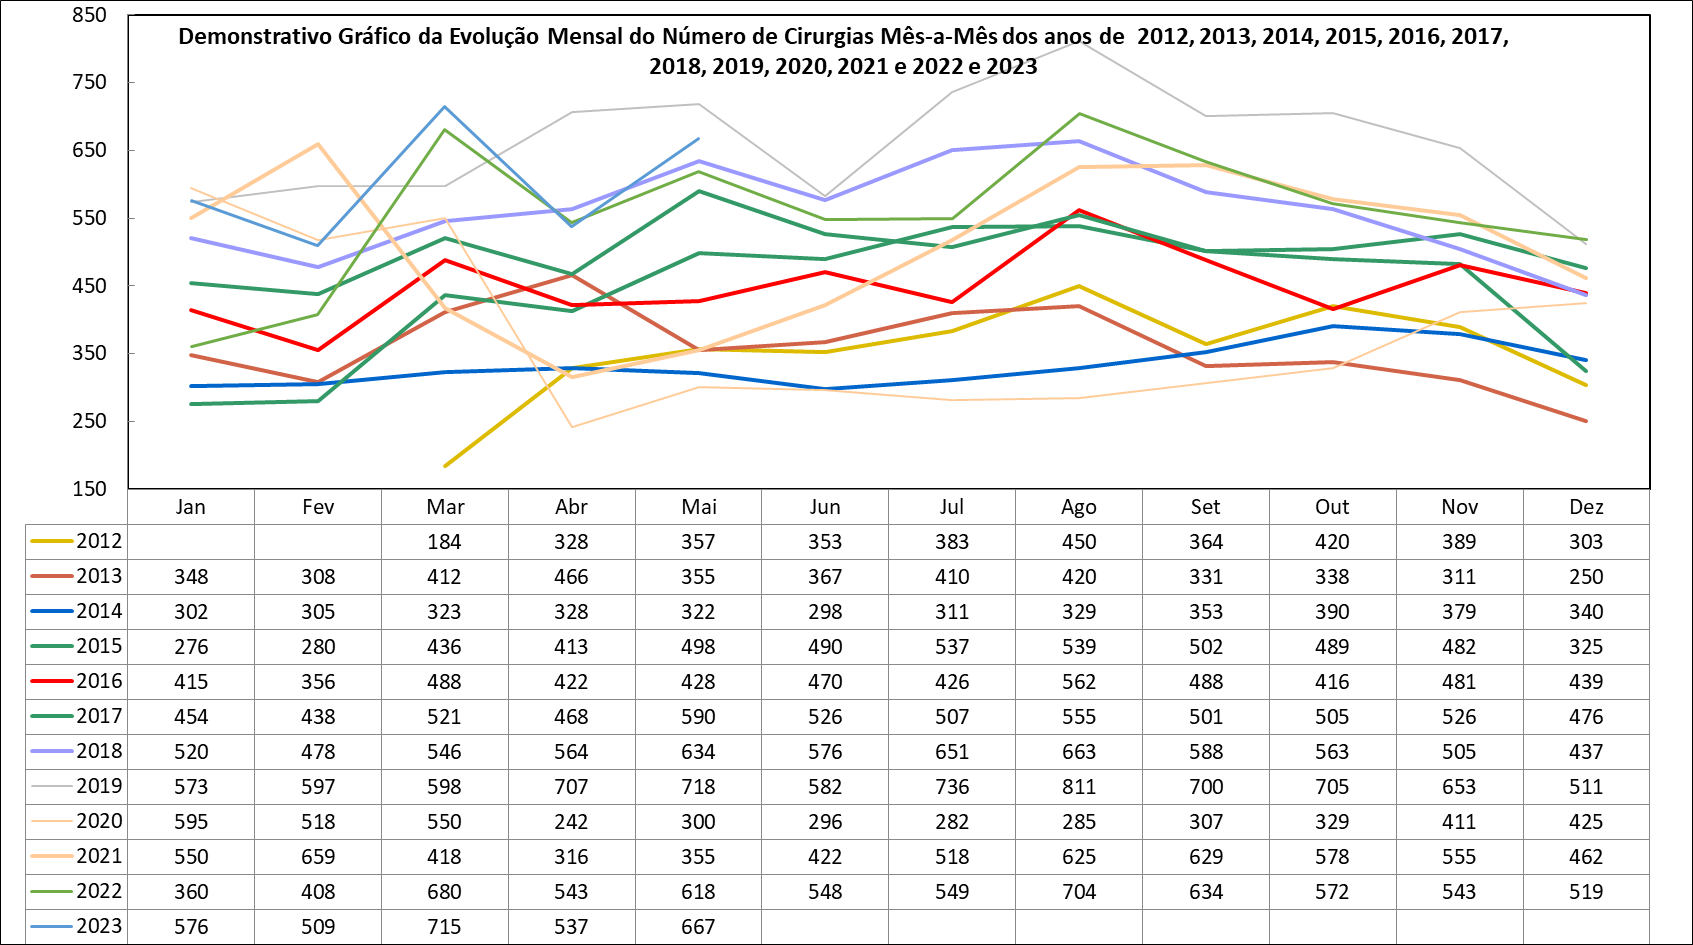 Demonstrativo Gráfico da Evolução Mensal do Número de Cirurgias Mês-a-Mês dos anos de 2012, 2013, 2014, 2015, 2016, 2017,
2018, 2019, 2020, 2021 e 2022 e 2023
850
750
650
550
450
350
250
150
Jan Fev Mar Abr Mai Jun Jul Ago Set Out Nov Dez
2012 184 328 357 353 383 450 364 420 389 303
2013 348 308 412 466 355 367 410 420 331 338 311 250
2014 302 305 323 328 322 298 311 329 353 390 379 340
2015 276 280 436 413 498 490 537 539 502 489 482 325
2016 415 356 488 422 428 470 426 562 488 416 481 439
2017 454 438 521 468 590 526 507 555 501 505 526 476
2018 520 478 546 564 634 576 651 663 588 563 505 437
2019 573 597 598 707 718 582 736 811 700 705 653 511
2020 595 518 550 242 300 296 282 285 307 329 411 425
2021 550 659 418 316 355 422 518 625 629 578 555 462
2022 360 408 680 543 618 548 549 704 634 572 543 519
2023 576 509 715 537 667